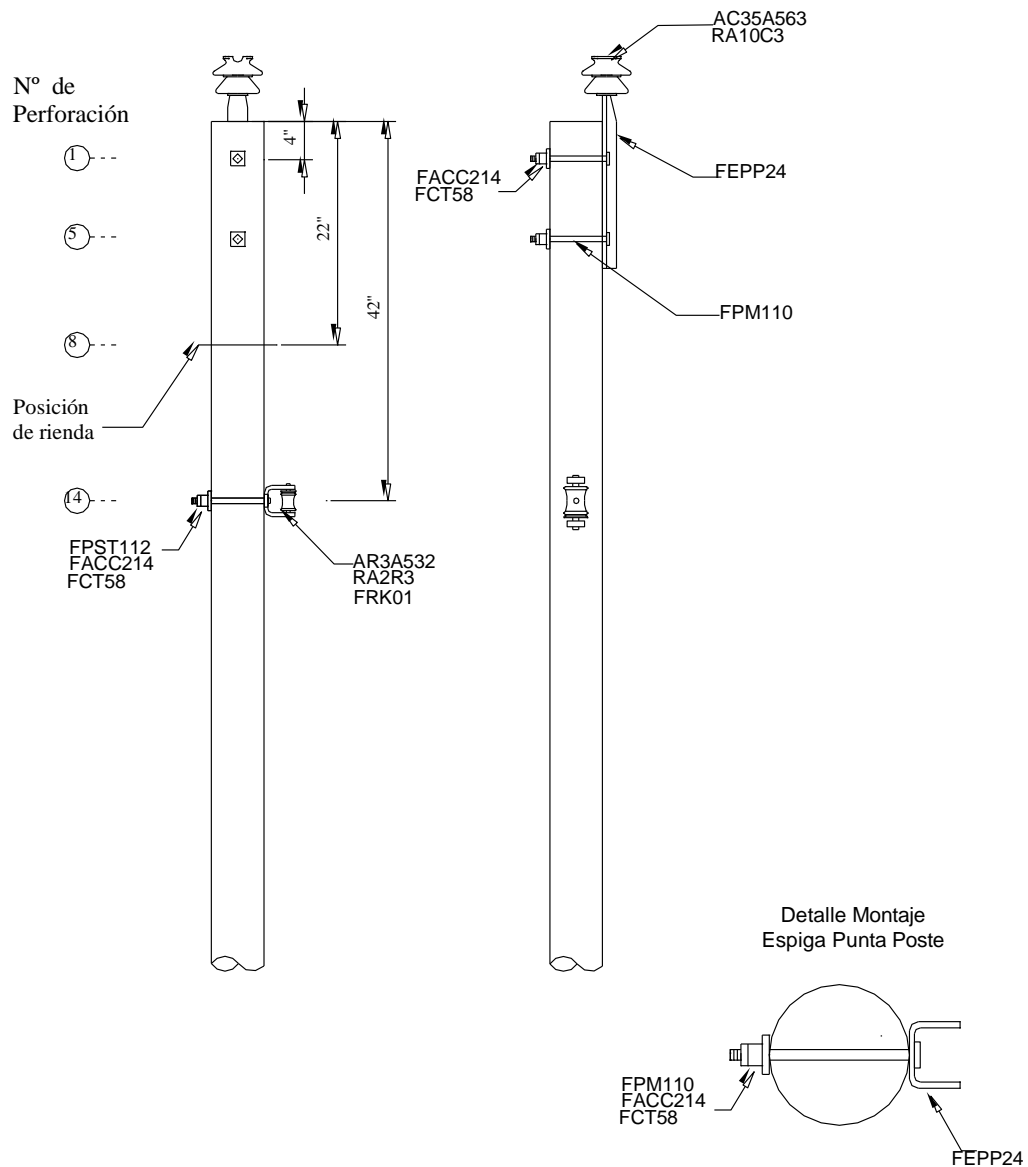 AC35A563
RA10C3
Nº de
Perforación
1
4"
FACC214
FCT58
FEPP24
5
22"
42"
FPM110
8
Posición
de rienda
14
FPST112
FACC214
FCT58
AR3A532
RA2R3
FRK01
Detalle Montaje
Espiga Punta Poste
FPM110
FACC214
FCT58
FEPP24